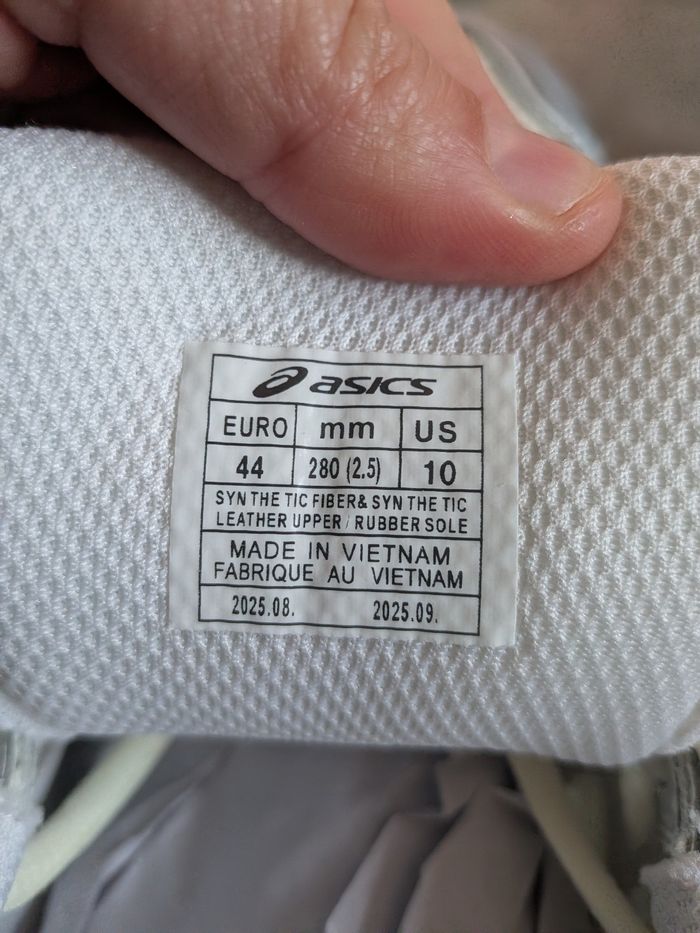 asics
EURO mm US
44 280 (2.5) 10
SYN THE TIC FIBER& SYN THE TIC
LEATHER UPPER / RUBBER SOLE
MADE IN VIETNAM
FABRIQUE AU VIETNAM
2025.08. 2025.09.